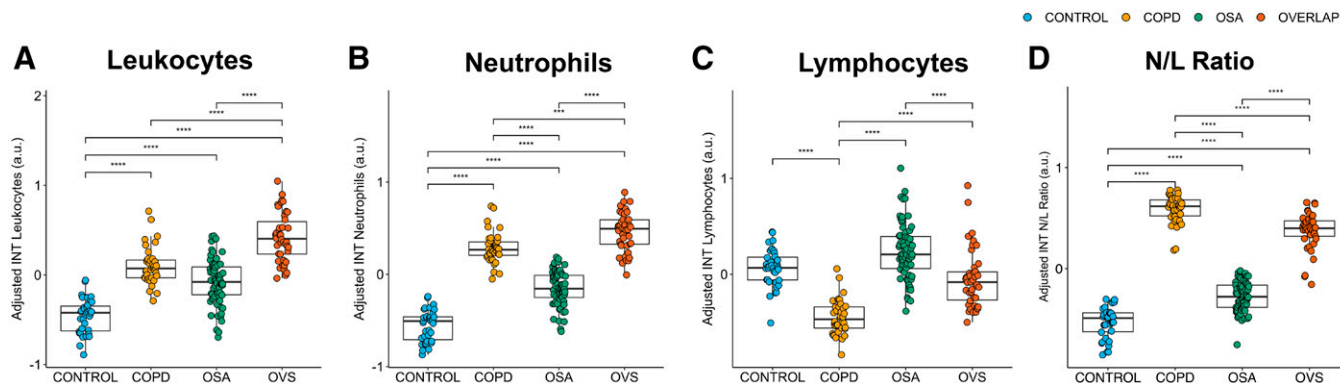 CONTROL COPD OSA OVERLAP
A Leukocytes
B Neutrophils
C Lymphocytes
D N/L Ratio
Adjusted INT Leukocytes (a.u.)
2
1
0
-1
****
****
****
****
****
CONTROL COPD OSA OVS
Adjusted INT Neutrophils (a.u.)
1
0
-1
****
***
****
****
****
****
CONTROL COPD OSA OVS
Adjusted INT Lymphocytes (a.u.)
1
0
****
****
****
****
CONTROL COPD OSA OVS
Adjusted INT N/L Ratio (a.u.)
1
0
****
****
****
****
****
****
CONTROL COPD OSA OVS